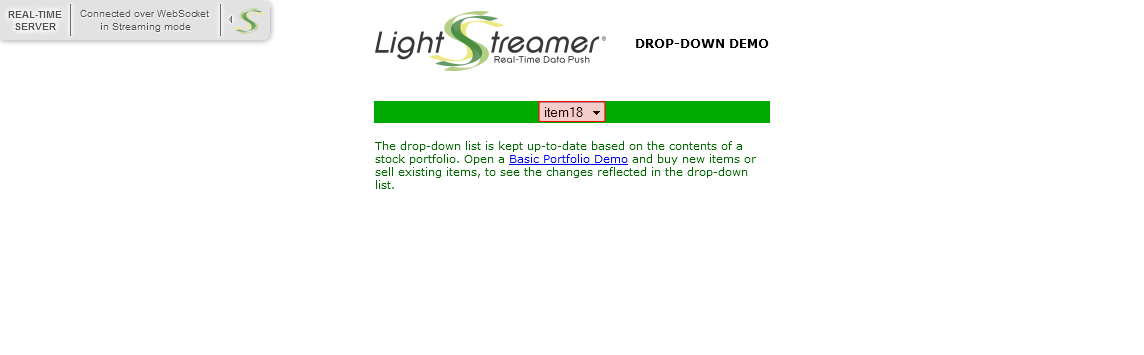 REAL-TIME
SERVER
Connected over WebSocket
in Streaming mode
LightStreamer®
Real-Time Data Push
DROP-DOWN DEMO
item18
The drop-down list is kept up-to-date based on the contents of a
stock portfolio. Open a Basic Portfolio Demo and buy new items or
sell existing items, to see the changes reflected in the drop-down
list.